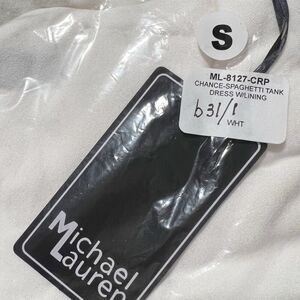 S
ML-8127-CRP
CHANCE-SPAGHETTI TANK
DRESS W/LINING
b31/1
WHT
Michael
Lauren